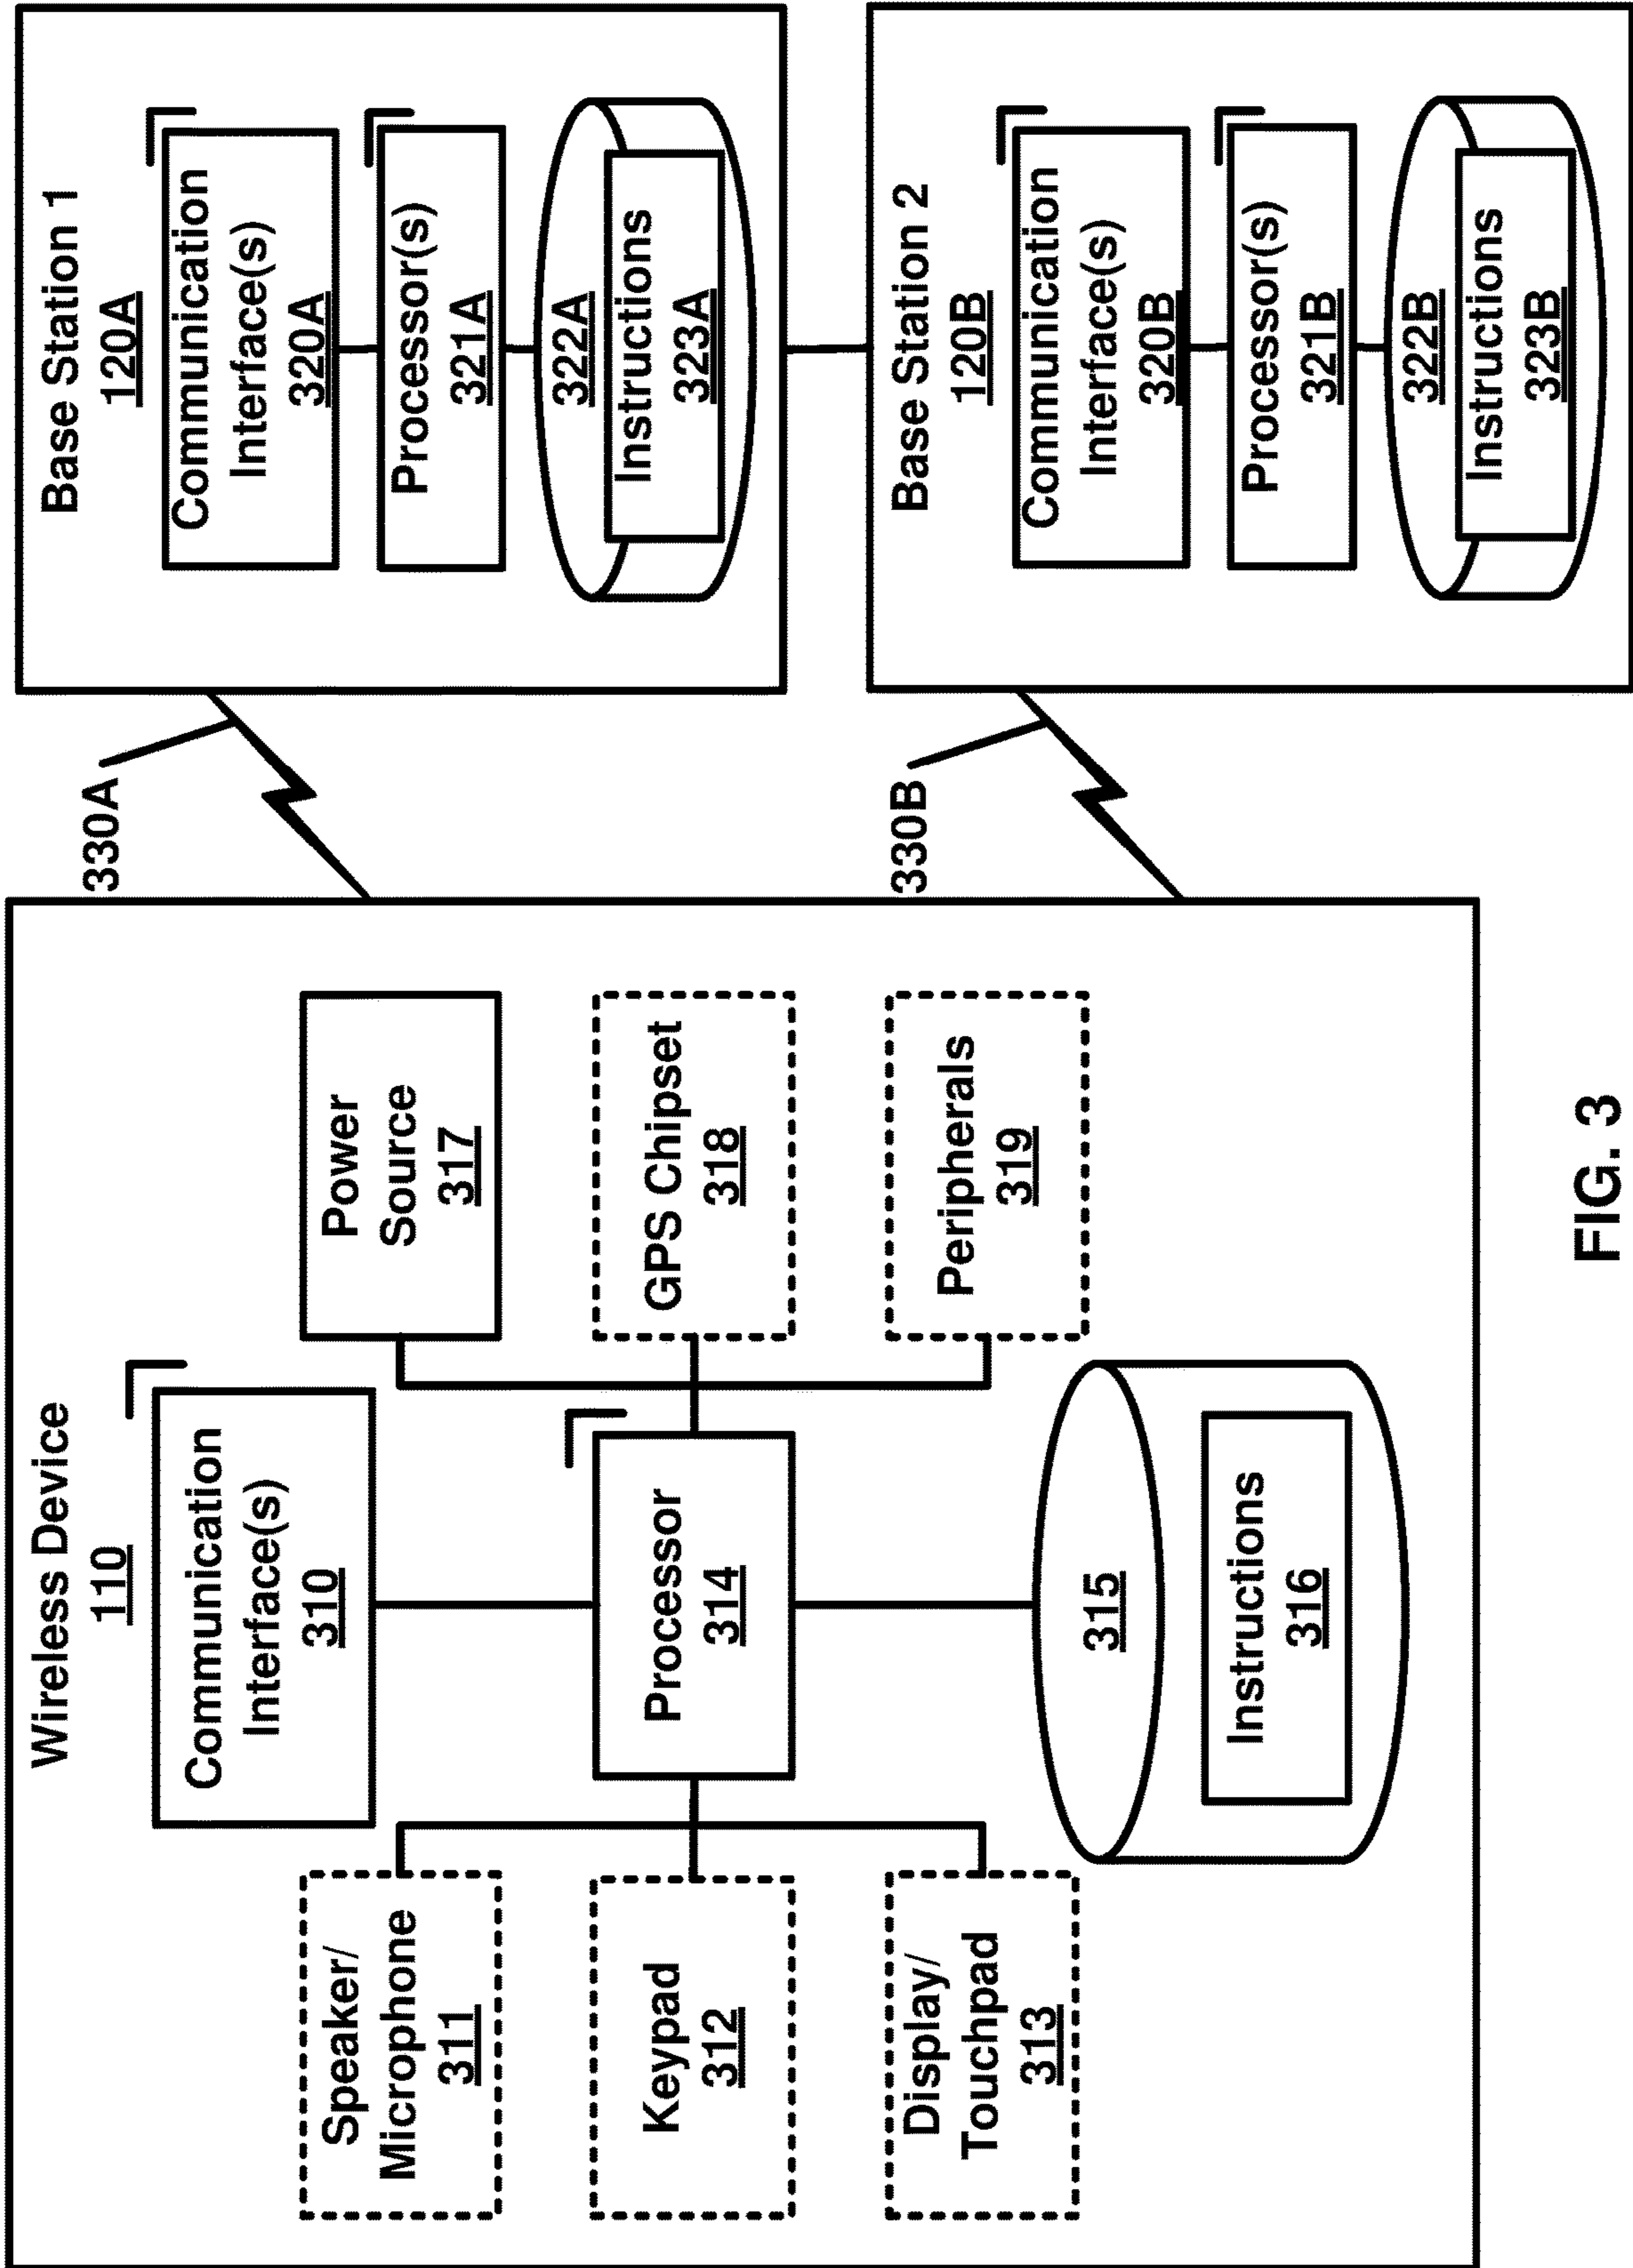 Wireless Device
110
Communication
Interface(s)
310
Speaker/
Microphone
311
Keypad
312
Display/
Touchpad
313
Processor
314
Power
Source
317
GPS Chipset
318
Peripherals
319
315
Instructions
316
330A
330B
Base Station 1
120A
Communication
Interface(s)
320A
Processor(s)
321A
322A
Instructions
323A
Base Station 2
120B
Communication
Interface(s)
320B
Processor(s)
321B
322B
Instructions
323B
FIG. 3